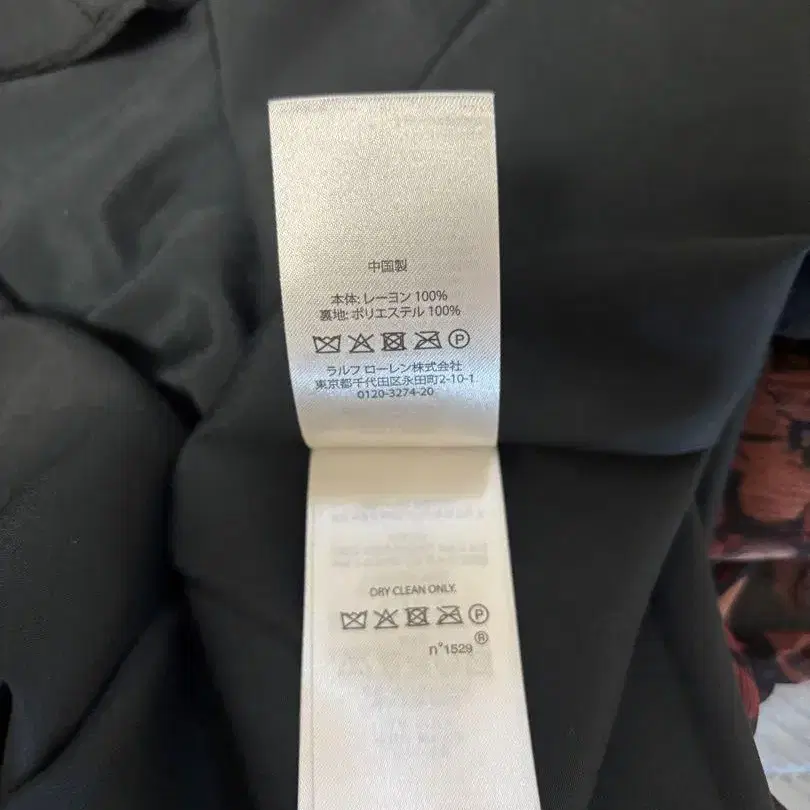 中国製
本体: レーヨン 100%
裏地: ポリエステル 100%
P
ラルフ ローレン株式会社
東京都千代田区永田町2-10-1
0120-3274-20
DRY CLEAN ONLY.
P
®
n°1529